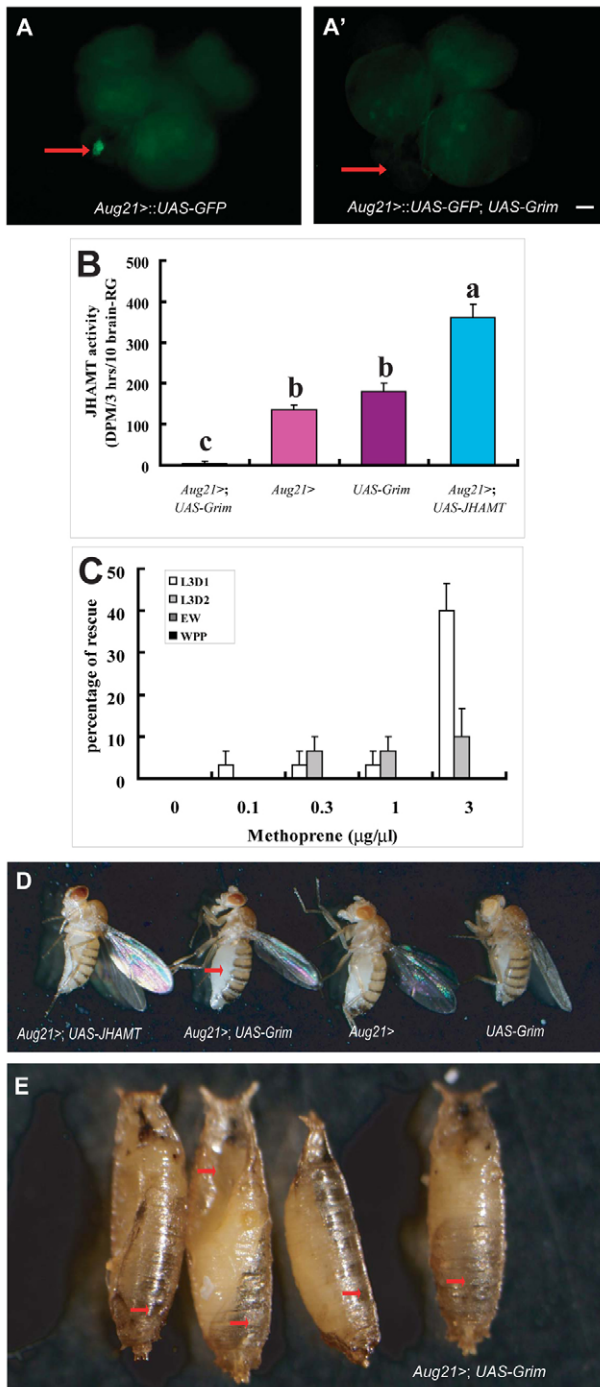 A
Aug21>::UAS-GFP
A'
Aug21>::UAS-GFP; UAS-Grim
B
JHAMT activity
(DPM/3 hrs/10 brain-RG)
500
400
300
200
100
0
c
b
b
a
Aug21>;
UAS-Grim
Aug21>
UAS-Grim
Aug21>;
UAS-JHAMT
C
percentage of rescue
50
40
30
20
10
0
L3D1
L3D2
EW
WPP
0 0.1 0.3 1 3
Methoprene (µg/µl)
D
Aug21>; UAS-JHAMT
Aug21>; UAS-Grim
Aug21>
UAS-Grim
E
Aug21>; UAS-Grim